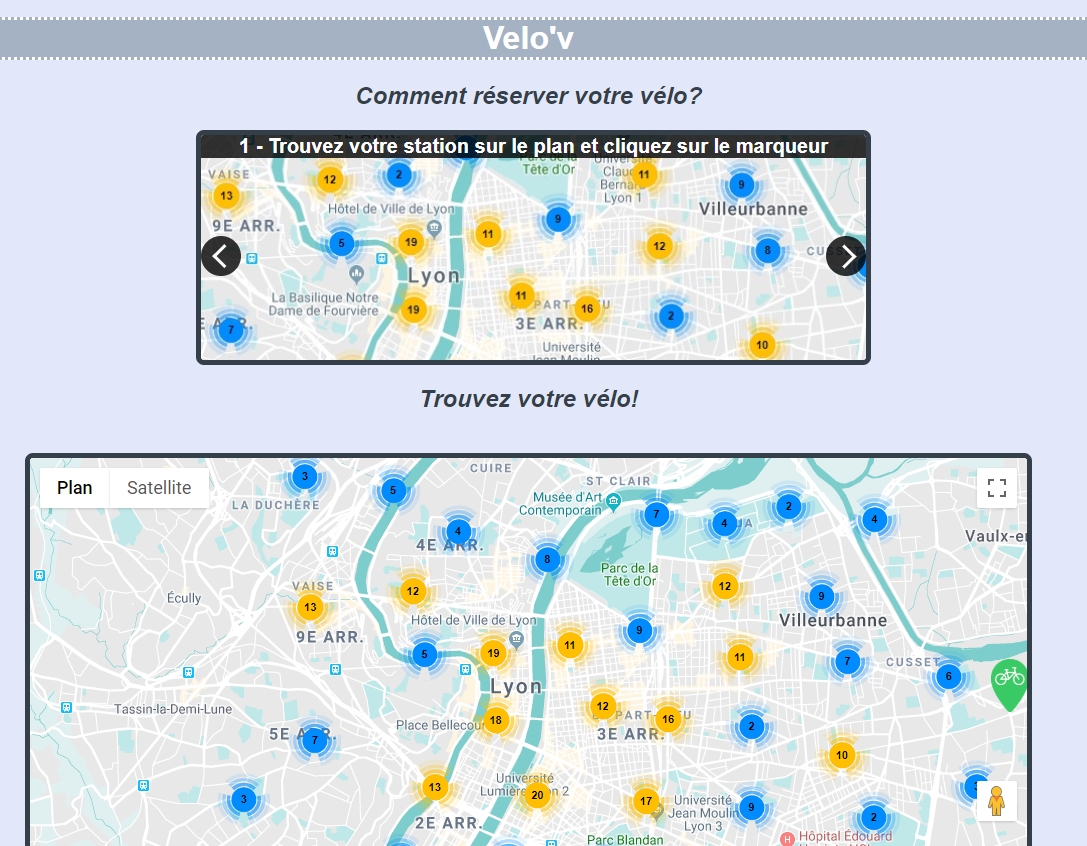 Velo'v
Comment réserver votre vélo?
1 - Trouvez votre station sur le plan et cliquez sur le marqueur
Parc de la
Tête d'Or
Lyon 1
VAISE
13
12
2
11
9
Villeurbanne
Hôtel de Ville de Lyon
9E ARR.
9
5
19
11
12
8
Lyon
La Basilique Notre
Dame de Fourvière
11
16
19
3E ARR.
2
7
10
Université
Jean Moulin
Trouvez votre vélo!
Plan
Satellite
3
CUIRE
5
LA DUCHÈRE
ST CLAIR
Musée d'Art
Contemporain
7
4
2
4
4
4E ARR.
8
Vaulx-en
Parc de la
Tête d'Or
VAISE
Écully
13
12
12
9
Hôtel de Ville de Lyon
Villeurbanne
9E ARR.
9
5
19
11
11
7
CUSSET
6
Lyon
Tassin-la-Demi-Lune
Place Bellecour
18
12
16
3E ARR.
2
5E ARR.
7
10
13
Université
Lumière
on 2
20
3
17
Université
Jean Moulin
Lyon 3
9
2
3
2E ARR.
Parc Blandan
H
Hôpital Édouard